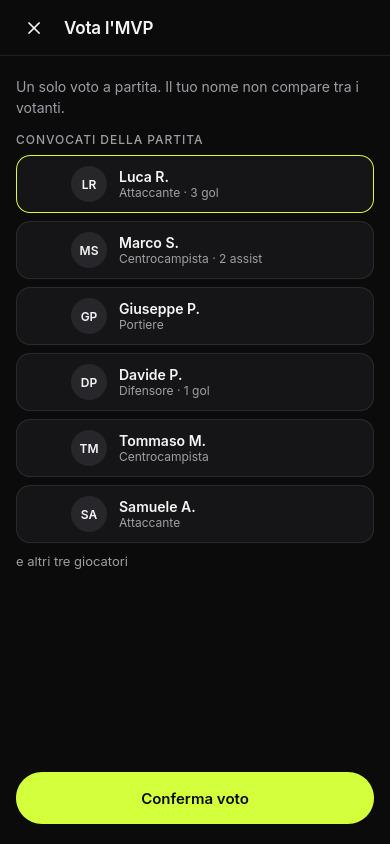 Vota l'MVP
Un solo voto a partita. Il tuo nome non compare tra i
votanti.
CONVOCATI DELLA PARTITA
LR
Luca R.
Attaccante · 3 gol
MS
Marco S.
Centrocampista · 2 assist
GP
Giuseppe P.
Portiere
DP
Davide P.
Difensore · 1 gol
TM
Tommaso M.
Centrocampista
SA
Samuele A.
Attaccante
e altri tre giocatori
Conferma voto